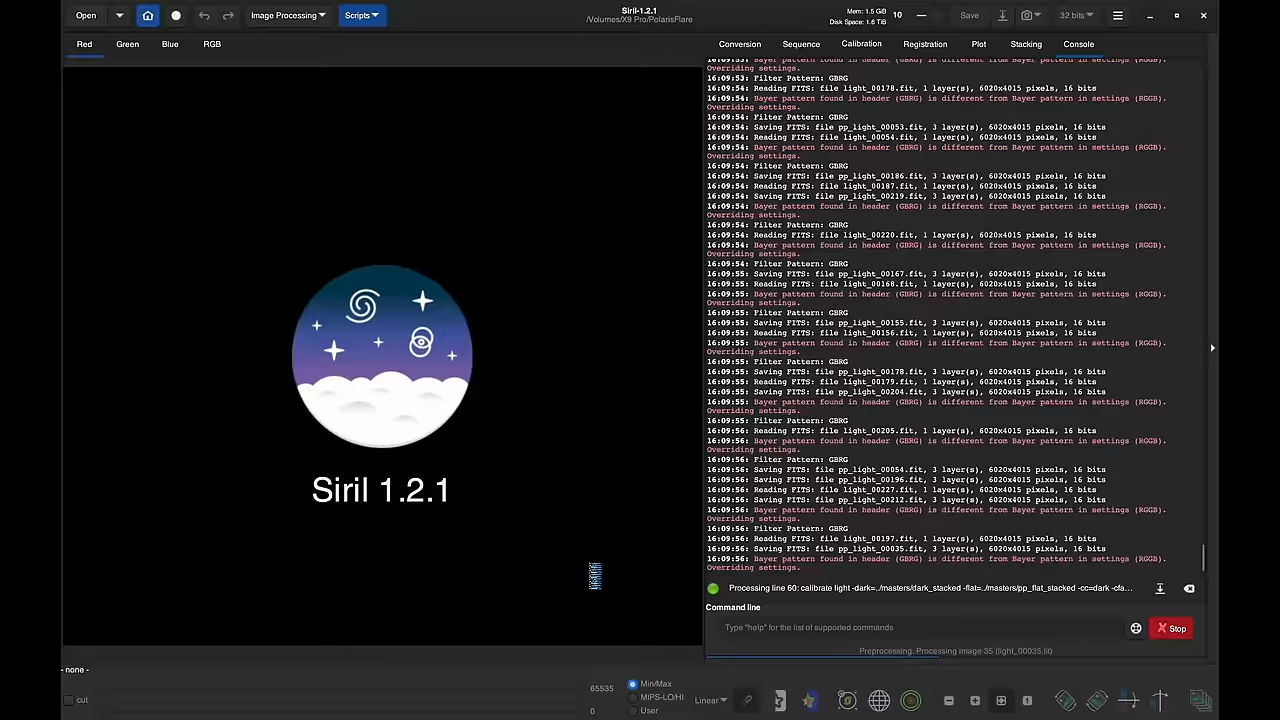 Siril-1.2.1
/Volumes/X9 Pro/PolarisFlare
Open
Image Processing
Scripts
Mem: 1.5 GiB
Disk Space: 1.6 TiB
10
Save
32 bits
Red Green Blue RGB
Conversion Sequence Calibration Registration Plot Stacking Console
16:09:53: Bayer pattern found in header (GBRG) is different from Bayer pattern in settings (RGGB).
Overriding settings.
16:09:53: Filter Pattern: GBRG
16:09:54: Reading FITS: file light_00178.fit, 1 layer(s), 6020x4015 pixels, 16 bits
16:09:54: Bayer pattern found in header (GBRG) is different from Bayer pattern in settings (RGGB).
Overriding settings.
16:09:54: Filter Pattern: GBRG
16:09:54: Saving FITS: file pp_light_00053.fit, 3 layer(s), 6020x4015 pixels, 16 bits
16:09:54: Reading FITS: file light_00054.fit, 1 layer(s), 6020x4015 pixels, 16 bits
16:09:54: Bayer pattern found in header (GBRG) is different from Bayer pattern in settings (RGGB).
Overriding settings.
16:09:54: Filter Pattern: GBRG
16:09:54: Saving FITS: file pp_light_00186.fit, 3 layer(s), 6020x4015 pixels, 16 bits
16:09:54: Reading FITS: file light_00187.fit, 1 layer(s), 6020x4015 pixels, 16 bits
16:09:54: Saving FITS: file pp_light_00219.fit, 3 layer(s), 6020x4015 pixels, 16 bits
16:09:54: Bayer pattern found in header (GBRG) is different from Bayer pattern in settings (RGGB).
Overriding settings.
16:09:54: Filter Pattern: GBRG
16:09:54: Reading FITS: file light_00220.fit, 1 layer(s), 6020x4015 pixels, 16 bits
16:09:54: Bayer pattern found in header (GBRG) is different from Bayer pattern in settings (RGGB).
Overriding settings.
16:09:54: Filter Pattern: GBRG
16:09:55: Saving FITS: file pp_light_00167.fit, 3 layer(s), 6020x4015 pixels, 16 bits
16:09:55: Reading FITS: file light_00168.fit, 1 layer(s), 6020x4015 pixels, 16 bits
16:09:55: Bayer pattern found in header (GBRG) is different from Bayer pattern in settings (RGGB).
Overriding settings.
16:09:55: Filter Pattern: GBRG
16:09:55: Saving FITS: file pp_light_00155.fit, 3 layer(s), 6020x4015 pixels, 16 bits
16:09:55: Reading FITS: file light_00156.fit, 1 layer(s), 6020x4015 pixels, 16 bits
16:09:55: Bayer pattern found in header (GBRG) is different from Bayer pattern in settings (RGGB).
Overriding settings.
16:09:55: Filter Pattern: GBRG
16:09:55: Saving FITS: file pp_light_00178.fit, 3 layer(s), 6020x4015 pixels, 16 bits
16:09:55: Reading FITS: file light_00179.fit, 1 layer(s), 6020x4015 pixels, 16 bits
16:09:55: Saving FITS: file pp_light_00204.fit, 3 layer(s), 6020x4015 pixels, 16 bits
16:09:55: Bayer pattern found in header (GBRG) is different from Bayer pattern in settings (RGGB).
Overriding settings.
16:09:55: Filter Pattern: GBRG
16:09:56: Reading FITS: file light_00205.fit, 1 layer(s), 6020x4015 pixels, 16 bits
16:09:56: Bayer pattern found in header (GBRG) is different from Bayer pattern in settings (RGGB).
Overriding settings.
16:09:56: Filter Pattern: GBRG
16:09:56: Saving FITS: file pp_light_00054.fit, 3 layer(s), 6020x4015 pixels, 16 bits
16:09:56: Saving FITS: file pp_light_00196.fit, 3 layer(s), 6020x4015 pixels, 16 bits
16:09:56: Reading FITS: file light_00227.fit, 1 layer(s), 6020x4015 pixels, 16 bits
16:09:56: Saving FITS: file pp_light_00212.fit, 3 layer(s), 6020x4015 pixels, 16 bits
16:09:56: Bayer pattern found in header (GBRG) is different from Bayer pattern in settings (RGGB).
Overriding settings.
16:09:56: Filter Pattern: GBRG
16:09:56: Reading FITS: file light_00197.fit, 1 layer(s), 6020x4015 pixels, 16 bits
16:09:56: Saving FITS: file pp_light_00035.fit, 3 layer(s), 6020x4015 pixels, 16 bits
16:09:56: Bayer pattern found in header (GBRG) is different from Bayer pattern in settings (RGGB).
Overriding settings.
Siril 1.2.1
Processing line 60: calibrate light -dark=../masters/dark_stacked -flat=../masters/pp_flat_stacked -cc=dark -cfa...
Command line
Type "help" for the list of supported commands
Stop
Preprocessing. Processing image 35 (light_00035.fit)
- none -
cut
65535
0
Min/Max
MIPS-LO/HI
User
Linear